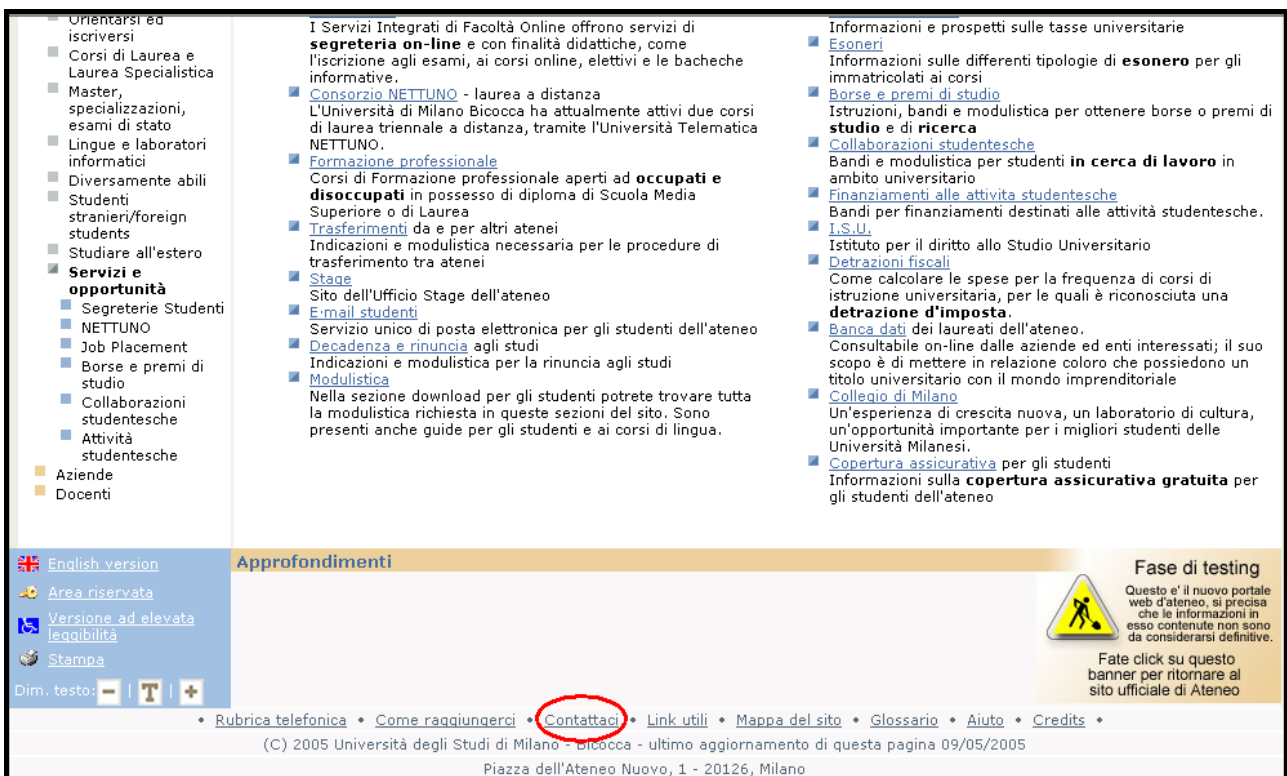 Orientarsi ed
iscriversi
Corsi di Laurea e
Laurea Specialistica
Master,
specializzazioni,
esami di stato
Lingue e laboratori
informatici
Diversamente abili
Studenti
stranieri/foreign
students
Studiare all'estero
Servizi e
opportunità
Segreterie Studenti
NETTUNO
Job Placement
Borse e premi di
studio
Collaborazioni
studentesche
Attività
studentesche
Aziende
Docenti
I Servizi Integrati di Facoltà Online offrono servizi di
segreteria on-line e con finalità didattiche, come
l'iscrizione agli esami, ai corsi online, elettivi e le bacheche
informative.
Consorzio NETTUNO - laurea a distanza
L'Università di Milano Bicocca ha attualmente attivi due corsi
di laurea triennale a distanza, tramite l'Università Telematica
NETTUNO.
Formazione professionale
Corsi di Formazione professionale aperti ad occupati e
disoccupati in possesso di diploma di Scuola Media
Superiore o di Laurea
Trasferimenti da e per altri atenei
Indicazioni e modulistica necessaria per le procedure di
trasferimento tra atenei
Stage
Sito dell'Ufficio Stage dell'ateneo
E-mail studenti
Servizio unico di posta elettronica per gli studenti dell'ateneo
Decadenza e rinuncia agli studi
Indicazioni e modulistica per la rinuncia agli studi
Modulistica
Nella sezione download per gli studenti potrete trovare tutta
la modulistica richiesta in queste sezioni del sito. Sono
presenti anche guide per gli studenti e ai corsi di lingua.
Informazioni e prospetti sulle tasse universitarie
Esoneri
Informazioni sulle differenti tipologie di esonero per gli
immatricolati ai corsi
Borse e premi di studio
Istruzioni, bandi e modulistica per ottenere borse o premi di
studio e di ricerca
Collaborazioni studentesche
Bandi e modulistica per studenti in cerca di lavoro in
ambito universitario
Finanziamenti alle attivita studentesche
Bandi per finanziamenti destinati alle attività studentesche.
I.S.U.
Istituto per il diritto allo Studio Universitario
Detrazioni fiscali
Come calcolare le spese per la frequenza di corsi di
istruzione universitaria, per le quali è riconosciuta una
detrazione d'imposta.
Banca dati dei laureati dell'ateneo.
Consultabile on-line dalle aziende ed enti interessati; il suo
scopo è di mettere in relazione coloro che possiedono un
titolo universitario con il mondo imprenditoriale
Collegio di Milano
Un'esperienza di crescita nuova, un laboratorio di cultura,
un'opportunità importante per i migliori studenti delle
Università Milanesi.
Copertura assicurativa per gli studenti
Informazioni sulla copertura assicurativa gratuita per
gli studenti dell'ateneo
English version
Area riservata
Versione ad elevata
leggibilità
Stampa
Dim. testo: - | T | +
Approfondimenti
Fase di testing
Questo e' il nuovo portale
web d'ateneo, si precisa
che le informazioni in
esso contenute non sono
da considerarsi definitive.
Fate click su questo
banner per ritornare al
sito ufficiale di Ateneo
• Rubrica telefonica • Come raggiungerci • Contattaci • Link utili • Mappa del sito • Glossario • Aiuto • Credits •
(C) 2005 Università degli Studi di Milano - Bicocca - ultimo aggiornamento di questa pagina 09/05/2005
Piazza dell'Ateneo Nuovo, 1 - 20126, Milano